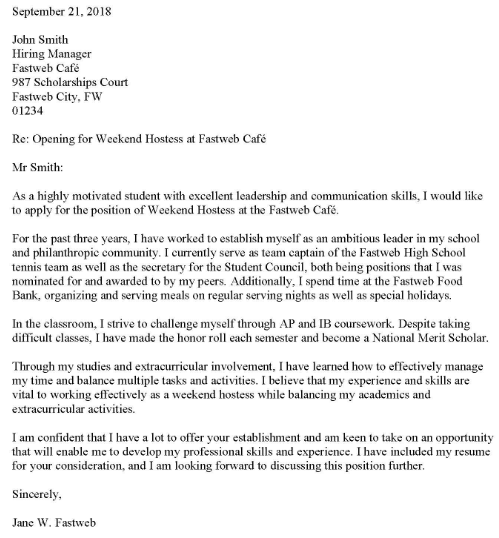 September 21, 2018
John Smith
Hiring Manager
Fastweb Café
987 Scholarships Court
Fastweb City, FW
01234
Re: Opening for Weekend Hostess at Fastweb Café
Mr Smith:
As a highly motivated student with excellent leadership and communication skills, I would like
to apply for the position of Weekend Hostess at the Fastweb Café.
For the past three years, I have worked to establish myself as an ambitious leader in my school
and philanthropic community. I currently serve as team captain of the Fastweb High School
tennis team as well as the secretary for the Student Council, both being positions that I was
nominated for and awarded to by my peers. Additionally, I spend time at the Fastweb Food
Bank, organizing and serving meals on regular serving nights as well as special holidays.
In the classroom, I strive to challenge myself through AP and IB coursework. Despite taking
difficult classes, I have made the honor roll each semester and become a National Merit Scholar.
Through my studies and extracurricular involvement, I have learned how to effectively manage
my time and balance multiple tasks and activities. I believe that my experience and skills are
vital to working effectively as a weekend hostess while balancing my academics and
extracurricular activities.
I am confident that I have a lot to offer your establishment and am keen to take on an opportunity
that will enable me to develop my professional skills and experience. I have included my resume
for your consideration, and I am looking forward to discussing this position further.
Sincerely,
Jane W. Fastweb